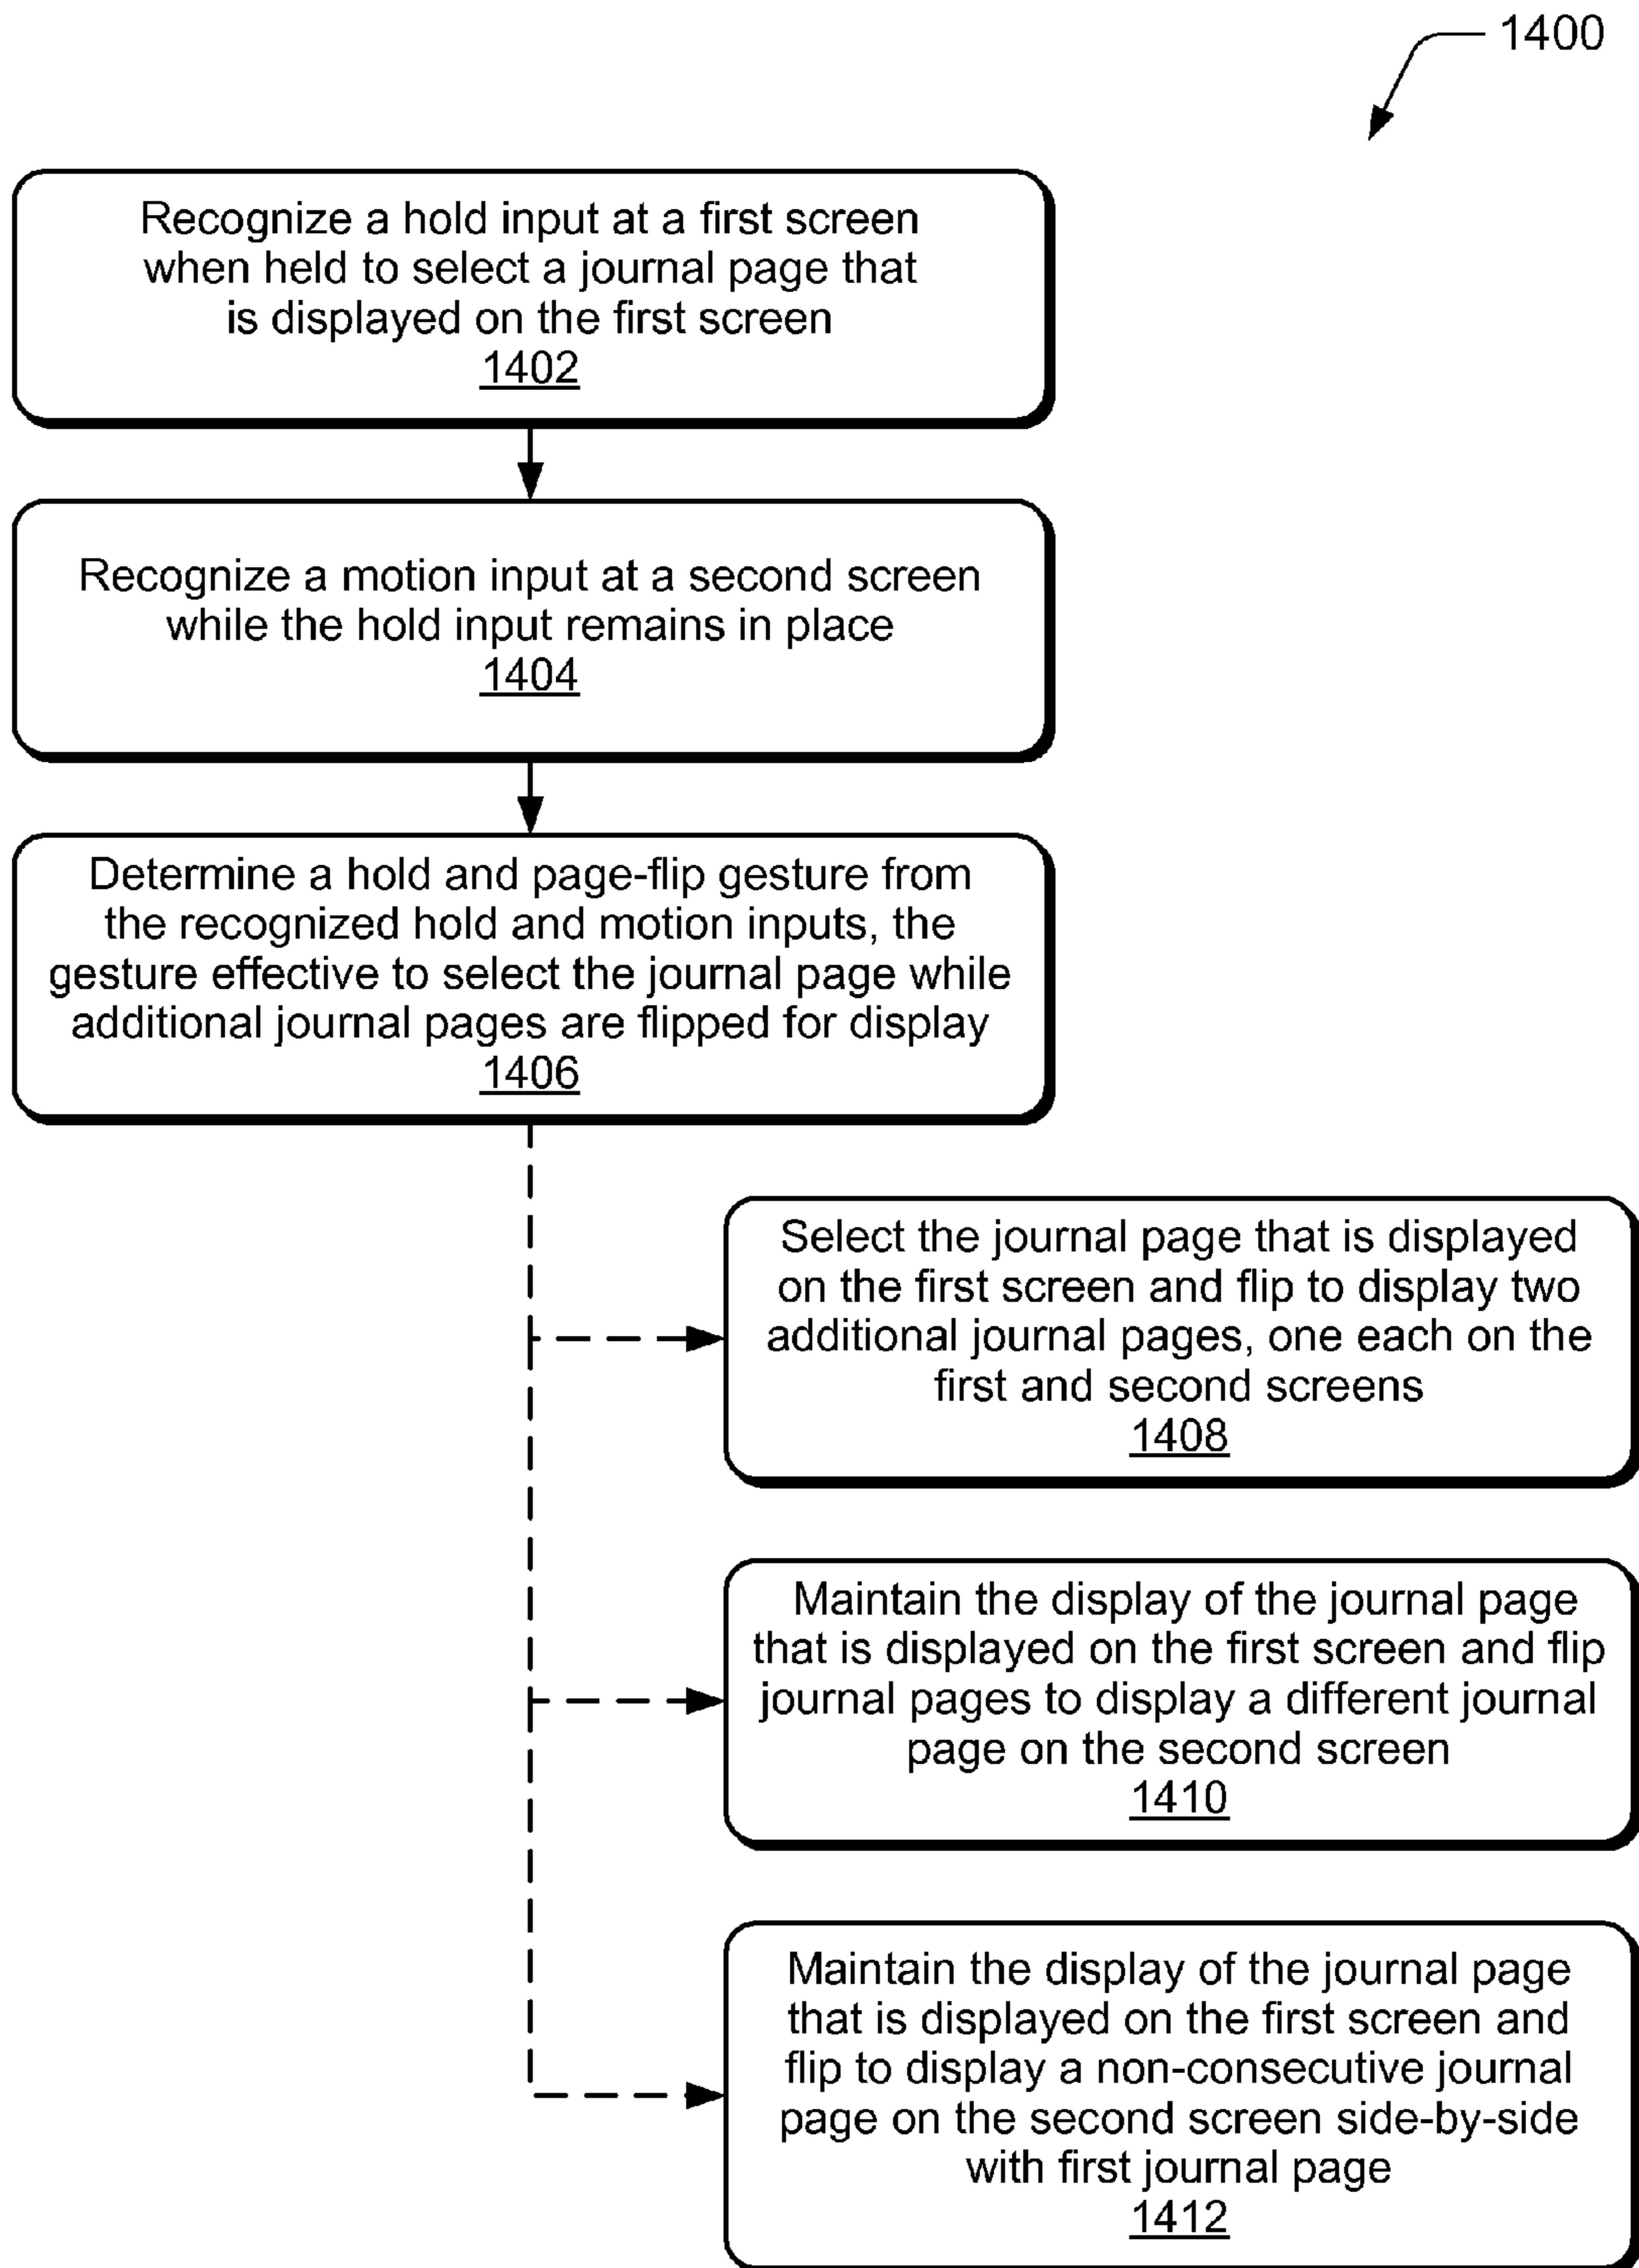 1400
Recognize a hold input at a first screen
when held to select a journal page that
is displayed on the first screen
1402
Recognize a motion input at a second screen
while the hold input remains in place
1404
Determine a hold and page-flip gesture from
the recognized hold and motion inputs, the
gesture effective to select the journal page while
additional journal pages are flipped for display
1406
Select the journal page that is displayed
on the first screen and flip to display two
additional journal pages, one each on the
first and second screens
1408
Maintain the display of the journal page
that is displayed on the first screen and flip
journal pages to display a different journal
page on the second screen
1410
Maintain the display of the journal page
that is displayed on the first screen and
flip to display a non-consecutive journal
page on the second screen side-by-side
with first journal page
1412